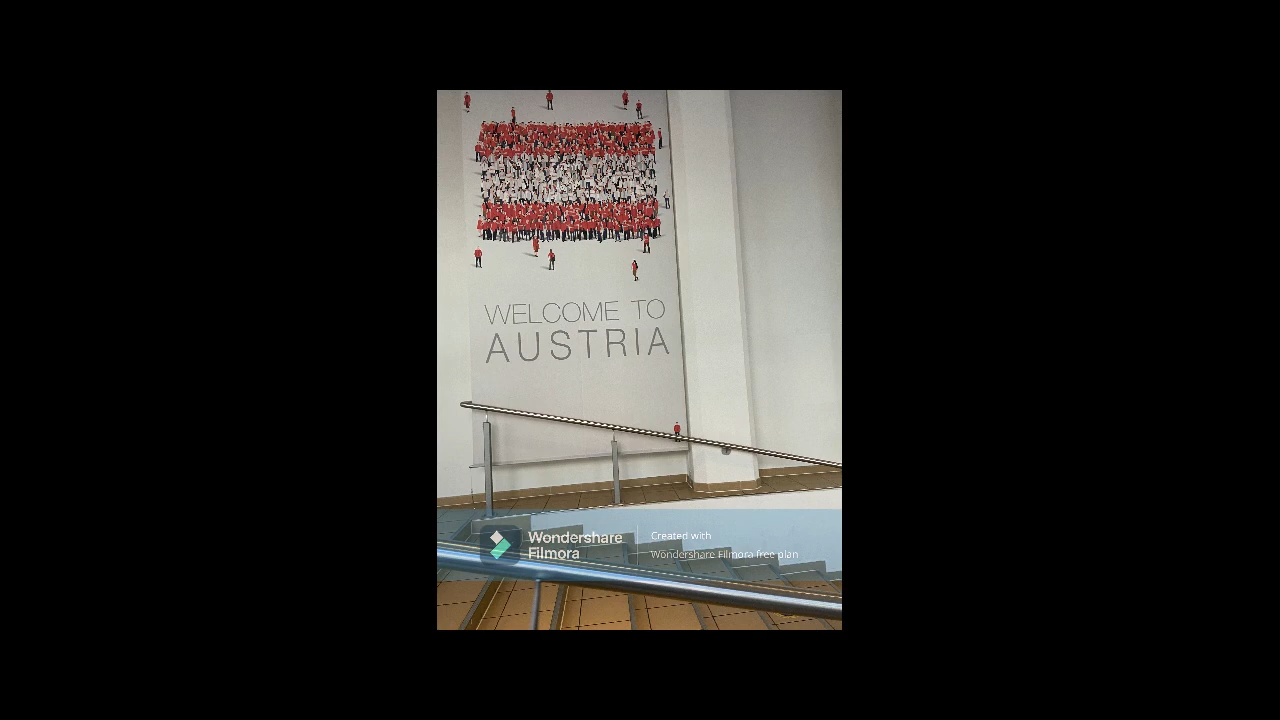 WELCOME TO
AUSTRIA
Wondershare
Filmora
Created with
Wondershare Filmora free plan